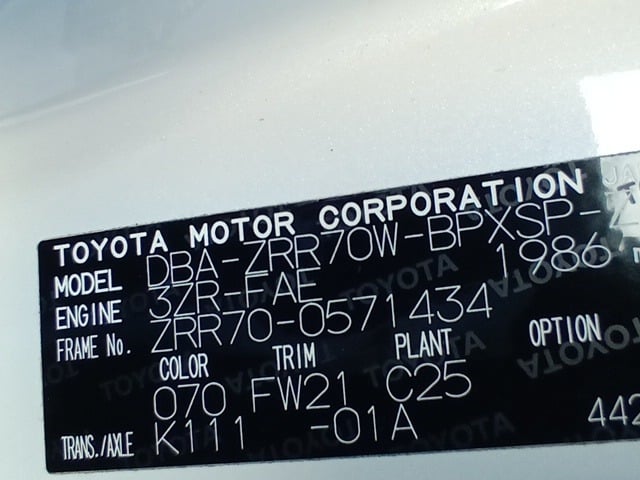 TOYOTA MOTOR CORPORATION
MODEL DBA-ZRR70W-BPXSP-
ENGINE 3ZR-FAE 1986
FRAME No. ZRR70-0571434
COLOR TRIM PLANT OPTION
070 FW21 C25
TRANS./AXLE K111 -01A 442